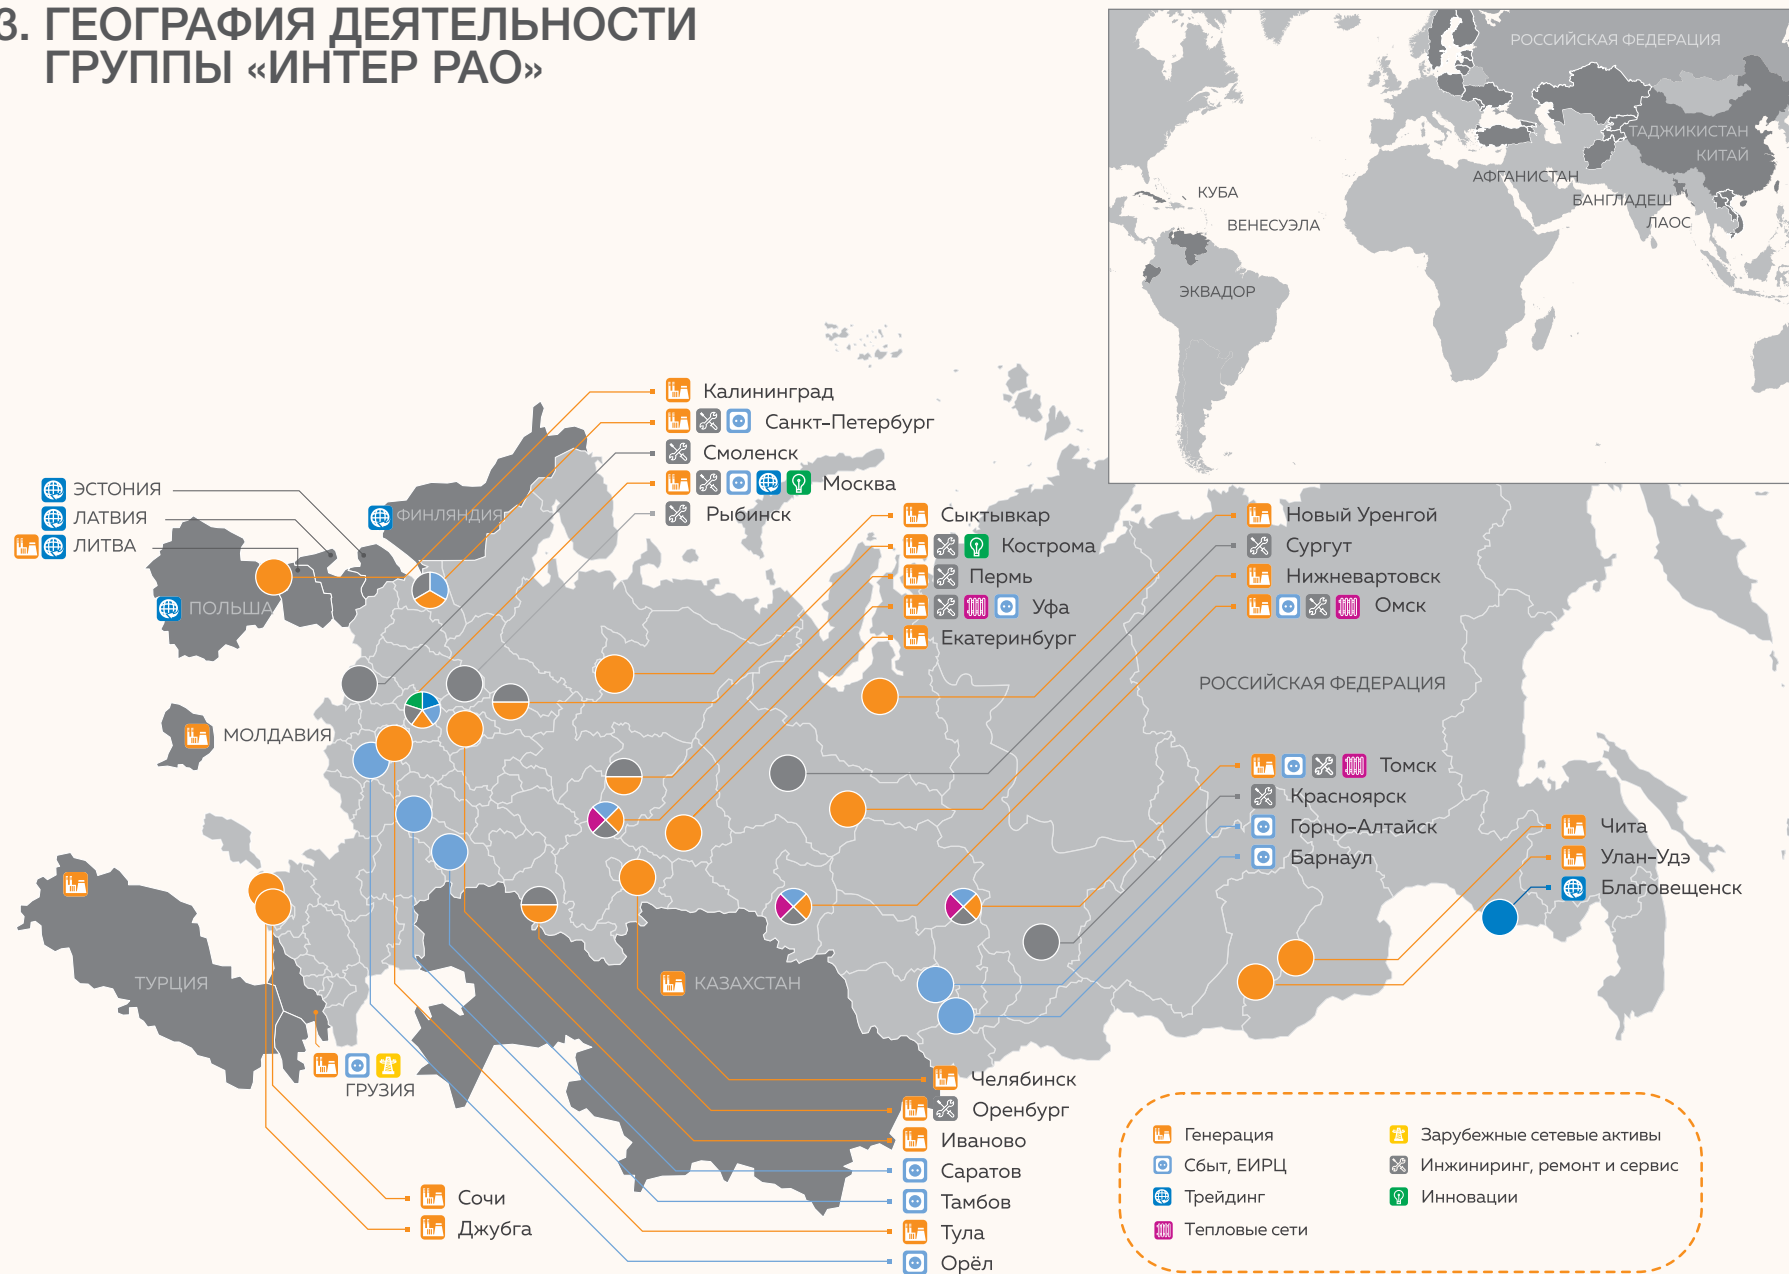 3. ГЕОГРАФИЯ ДЕЯТЕЛЬНОСТИ
ГРУППЫ «ИНТЕР РАО»
РОССИЙСКАЯ ФЕДЕРАЦИЯ
ТАДЖИКИСТАН
КИТАЙ
АФГАНИСТАН
БАНГЛАДЕШ
ЛАОС
КУБА
ВЕНЕСУЭЛА
ЭКВАДОР
Калининград
Санкт-Петербург
Смоленск
Москва
Рыбинск
ЭСТОНИЯ
ЛАТВИЯ
ЛИТВА
ФИНЛЯНДИЯ
ПОЛЬША
МОЛДАВИЯ
Сыктывкар
Кострома
Пермь
Уфа
Екатеринбург
Новый Уренгой
Сургут
Нижневартовск
Омск
РОССИЙСКАЯ ФЕДЕРАЦИЯ
Томск
Красноярск
Горно-Алтайск
Барнаул
Чита
Улан-Удэ
Благовещенск
ТУРЦИЯ
КАЗАХСТАН
ГРУЗИЯ
Челябинск
Оренбург
Иваново
Саратов
Тамбов
Тула
Орёл
Сочи
Джубга
Генерация
Сбыт, ЕИРЦ
Трейдинг
Тепловые сети
Зарубежные сетевые активы
Инжиниринг, ремонт и сервис
Инновации